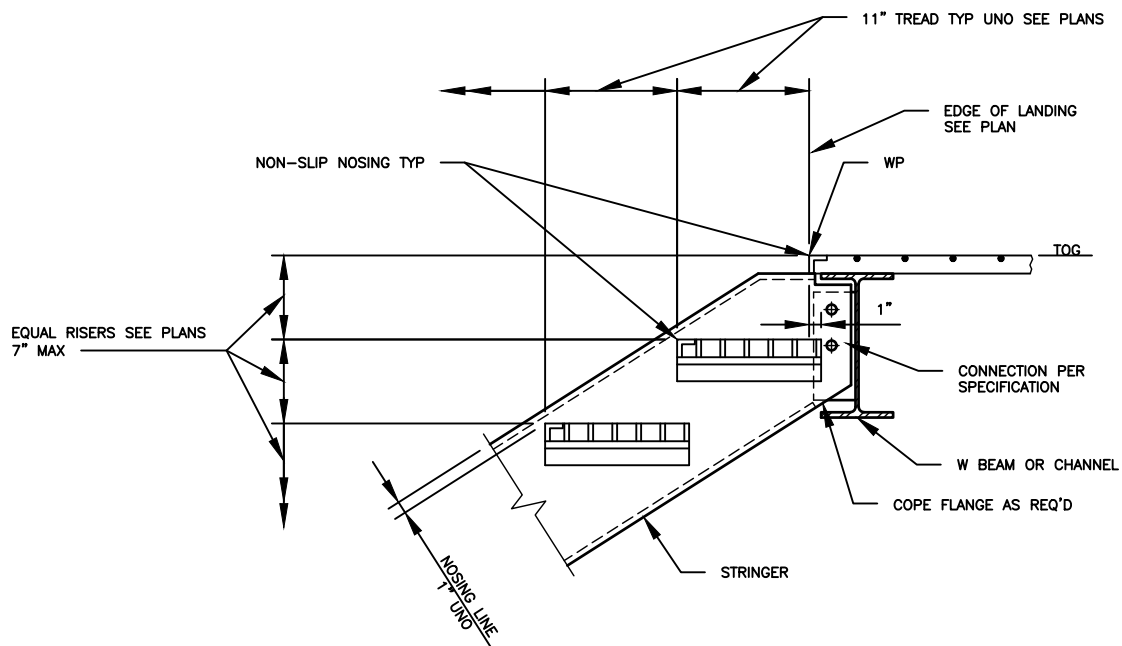 11" TREAD TYP UNO SEE PLANS
EDGE OF LANDING
SEE PLAN
NON-SLIP NOSING TYP
WP
TOG
1"
EQUAL RISERS SEE PLANS
7" MAX
CONNECTION PER
SPECIFICATION
W BEAM OR CHANNEL
COPE FLANGE AS REQ'D
STRINGER
NOSING LINE
1" UNO